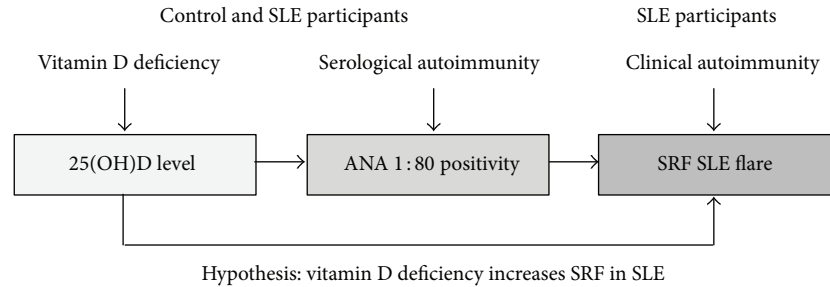 Control and SLE participants
SLE participants
Vitamin D deficiency
Serological autoimmunity
Clinical autoimmunity
25(OH)D level
ANA 1 : 80 positivity
SRF SLE flare
Hypothesis: vitamin D deficiency increases SRF in SLE